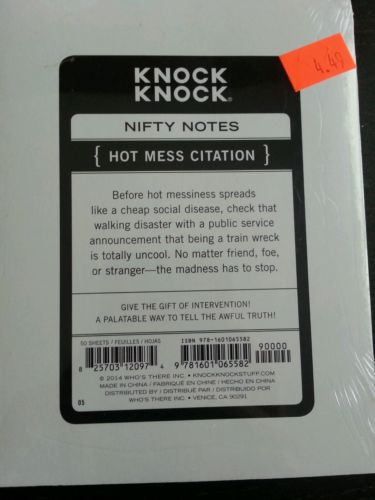 4.49
KNOCK
KNOCK®
NIFTY NOTES
{ HOT MESS CITATION }
Before hot messiness spreads
like a cheap social disease, check that
walking disaster with a public service
announcement that being a train wreck
is totally uncool. No matter friend, foe,
or stranger—the madness has to stop.
GIVE THE GIFT OF INTERVENTION!
A PALATABLE WAY TO TELL THE AWFUL TRUTH!
50 SHEETS / FEUILLES / HOJAS
ISBN 978-1601065582
90000
8 25703 12097 4
9 781601 065582
© 2014 WHO'S THERE INC. • KNOCKKNOCKSTUFF.COM
MADE IN CHINA / FABRIQUÉ EN CHINE / HECHO EN CHINA
DISTRIBUTED BY / DISTRIBUÉ PAR / DISTRIBUIDO POR
WHO'S THERE INC. • VENICE, CA 90291
05